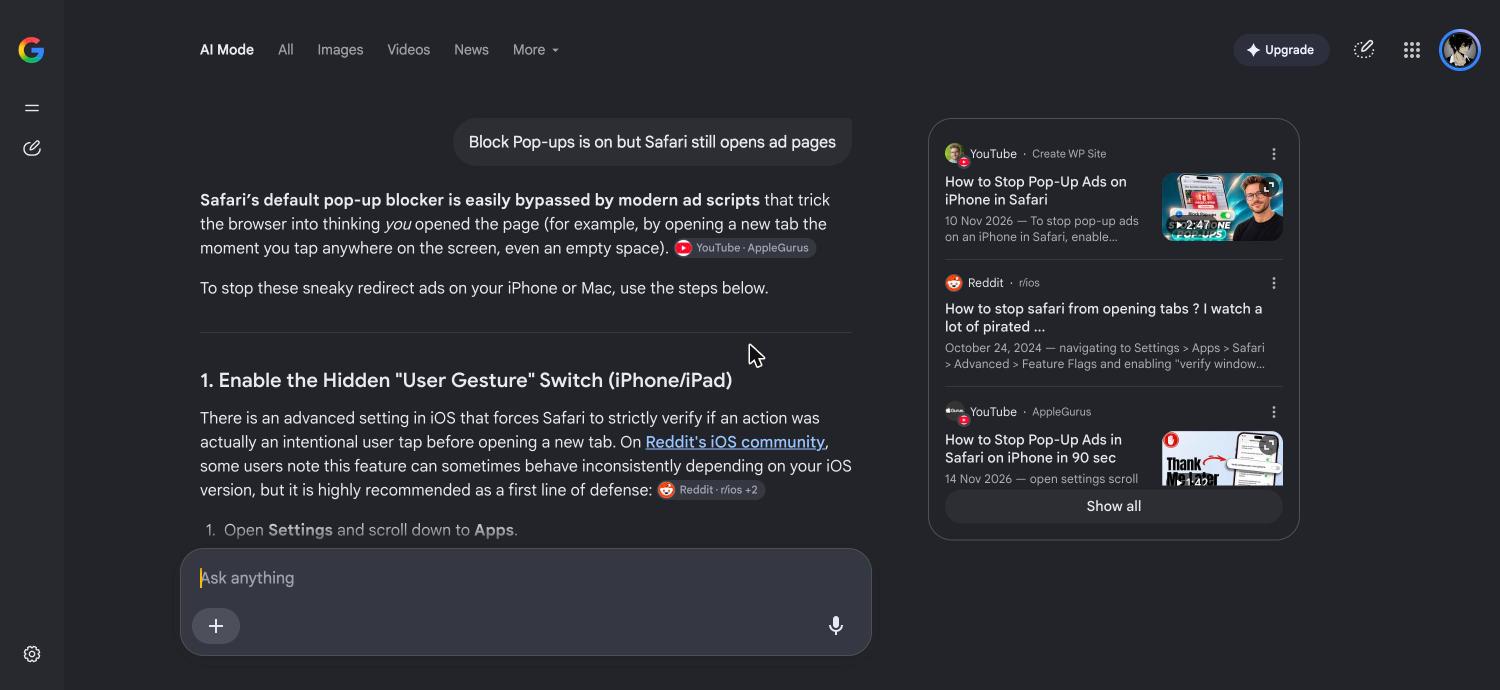 AI Mode All Images Videos News More
Upgrade
Block Pop-ups is on but Safari still opens ad pages
Safari's default pop-up blocker is easily bypassed by modern ad scripts that trick
the browser into thinking you opened the page (for example, by opening a new tab the
moment you tap anywhere on the screen, even an empty space). YouTube · AppleGurus
To stop these sneaky redirect ads on your iPhone or Mac, use the steps below.
1. Enable the Hidden "User Gesture" Switch (iPhone/iPad)
There is an advanced setting in iOS that forces Safari to strictly verify if an action was
actually an intentional user tap before opening a new tab. On Reddit's iOS community,
some users note this feature can sometimes behave inconsistently depending on your iOS
version, but it is highly recommended as a first line of defense: Reddit · r/ios +2
1. Open Settings and scroll down to Apps.
Ask anything
YouTube · Create WP Site
How to Stop Pop-Up Ads on
iPhone in Safari
10 Nov 2026 — To stop pop-up ads
on an iPhone in Safari, enable...
2:47
POP-UPS
Reddit · r/ios
How to stop safari from opening tabs ? I watch a
lot of pirated ...
October 24, 2024 — navigating to Settings > Apps > Safari
> Advanced > Feature Flags and enabling "verify window...
YouTube · AppleGurus
How to Stop Pop-Up Ads in
Safari on iPhone in 90 sec
14 Nov 2026 — open settings scroll
Thank
Me Later
1:42
Show all